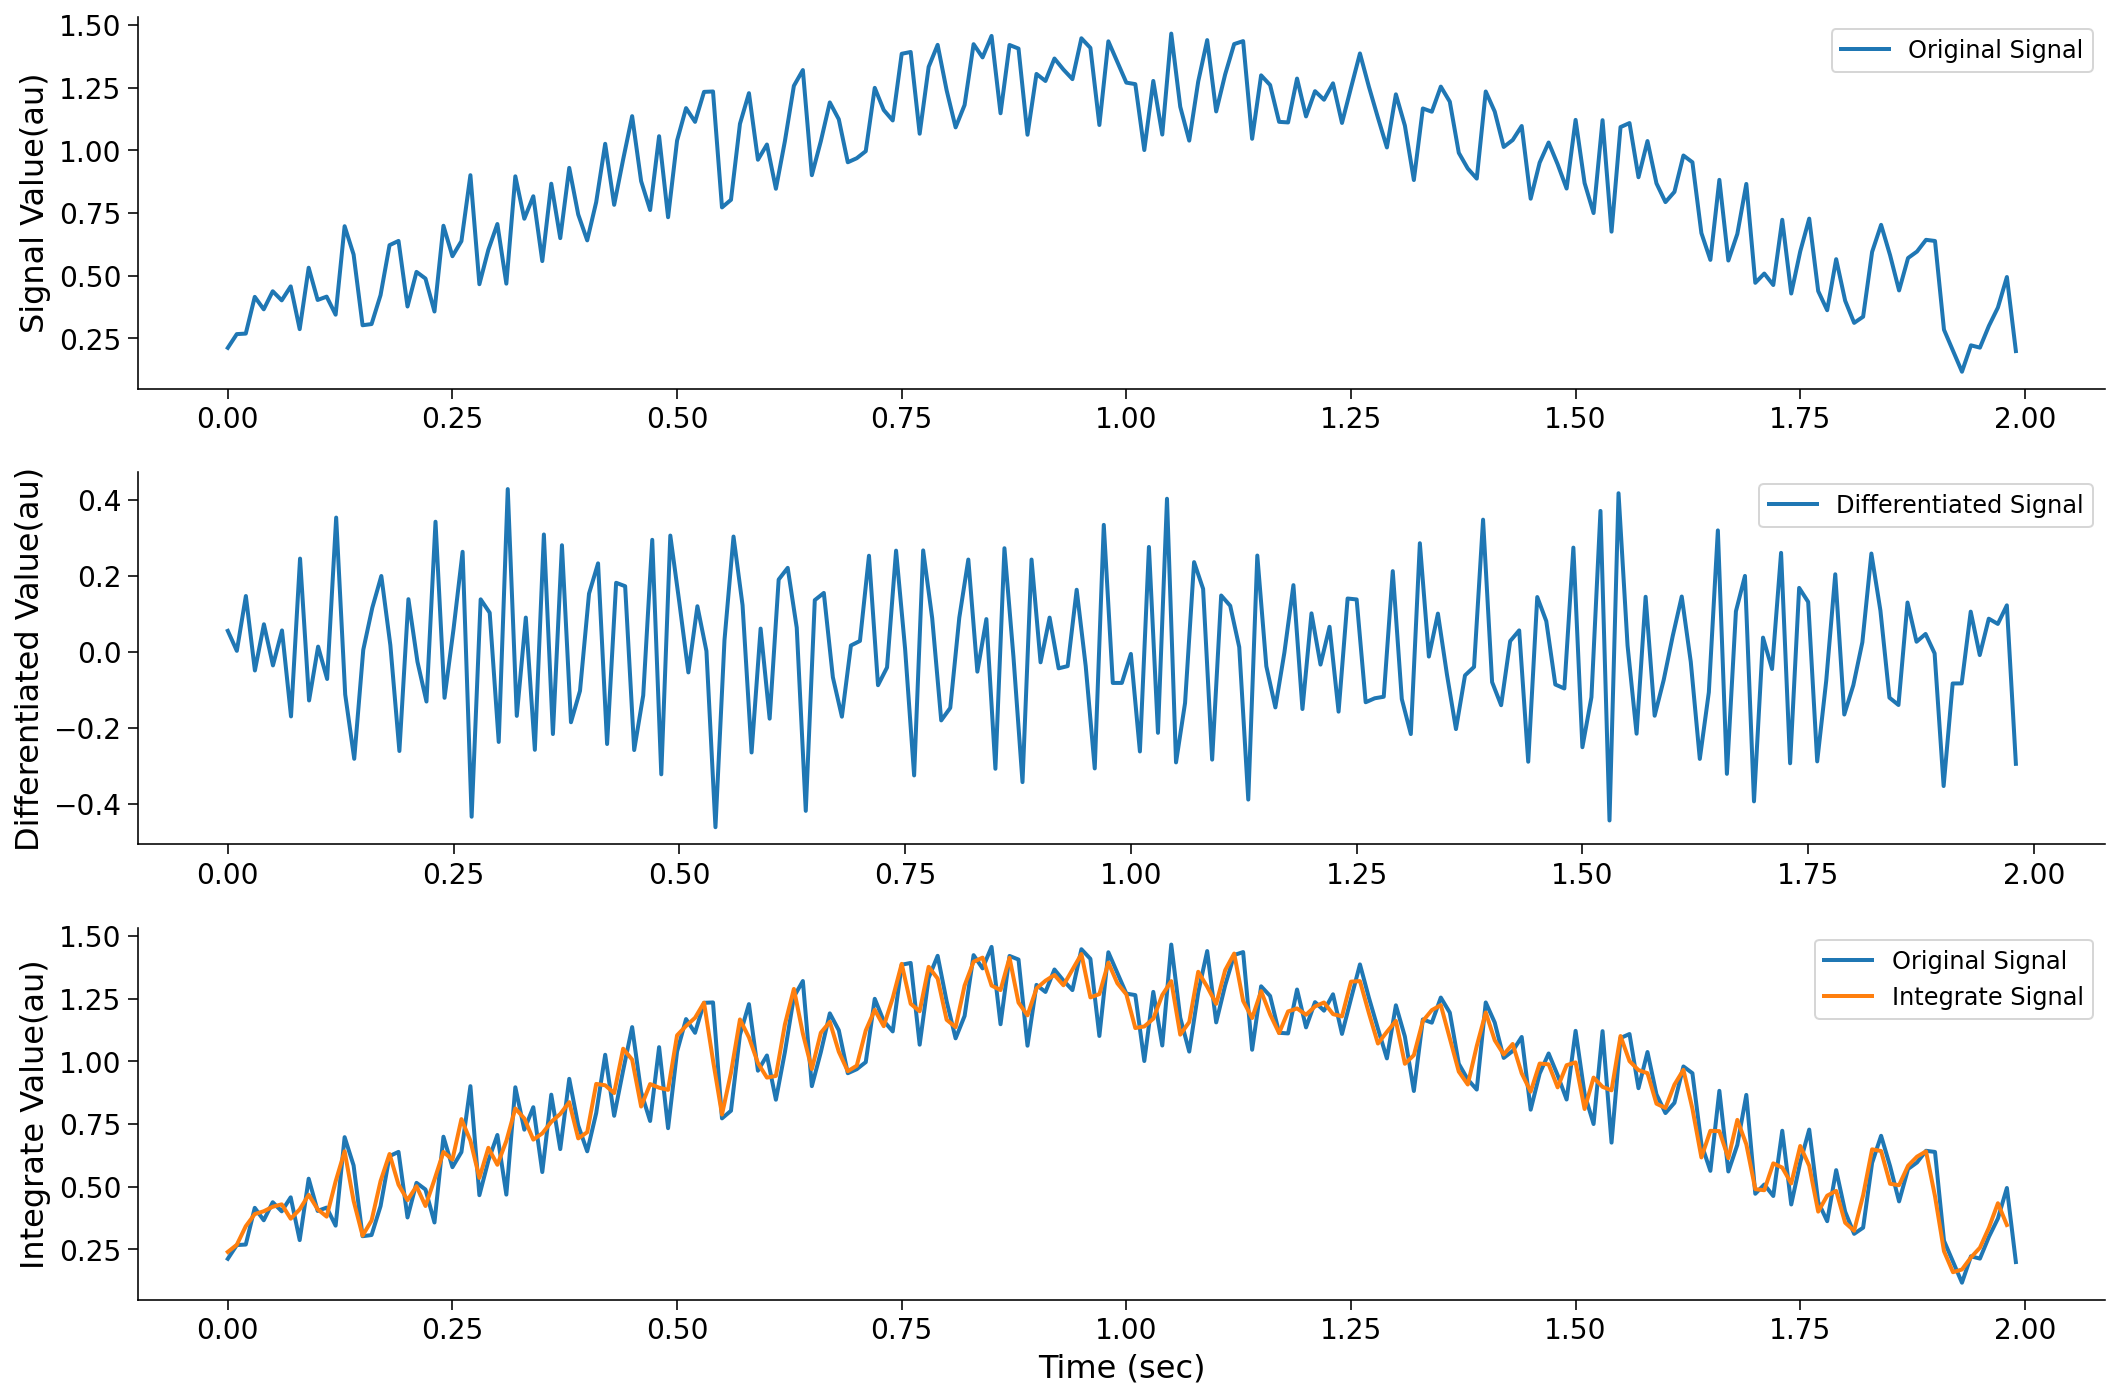 Signal Value(au)
1.50
1.25
1.00
0.75
0.50
0.25
Original Signal
0.00 0.25 0.50 0.75 1.00 1.25 1.50 1.75 2.00
Differentiated Value(au)
0.4
0.2
0.0
−0.2
−0.4
Differentiated Signal
0.00 0.25 0.50 0.75 1.00 1.25 1.50 1.75 2.00
Integrate Value(au)
1.50
1.25
1.00
0.75
0.50
0.25
Original Signal
Integrate Signal
0.00 0.25 0.50 0.75 1.00 1.25 1.50 1.75 2.00
Time (sec)